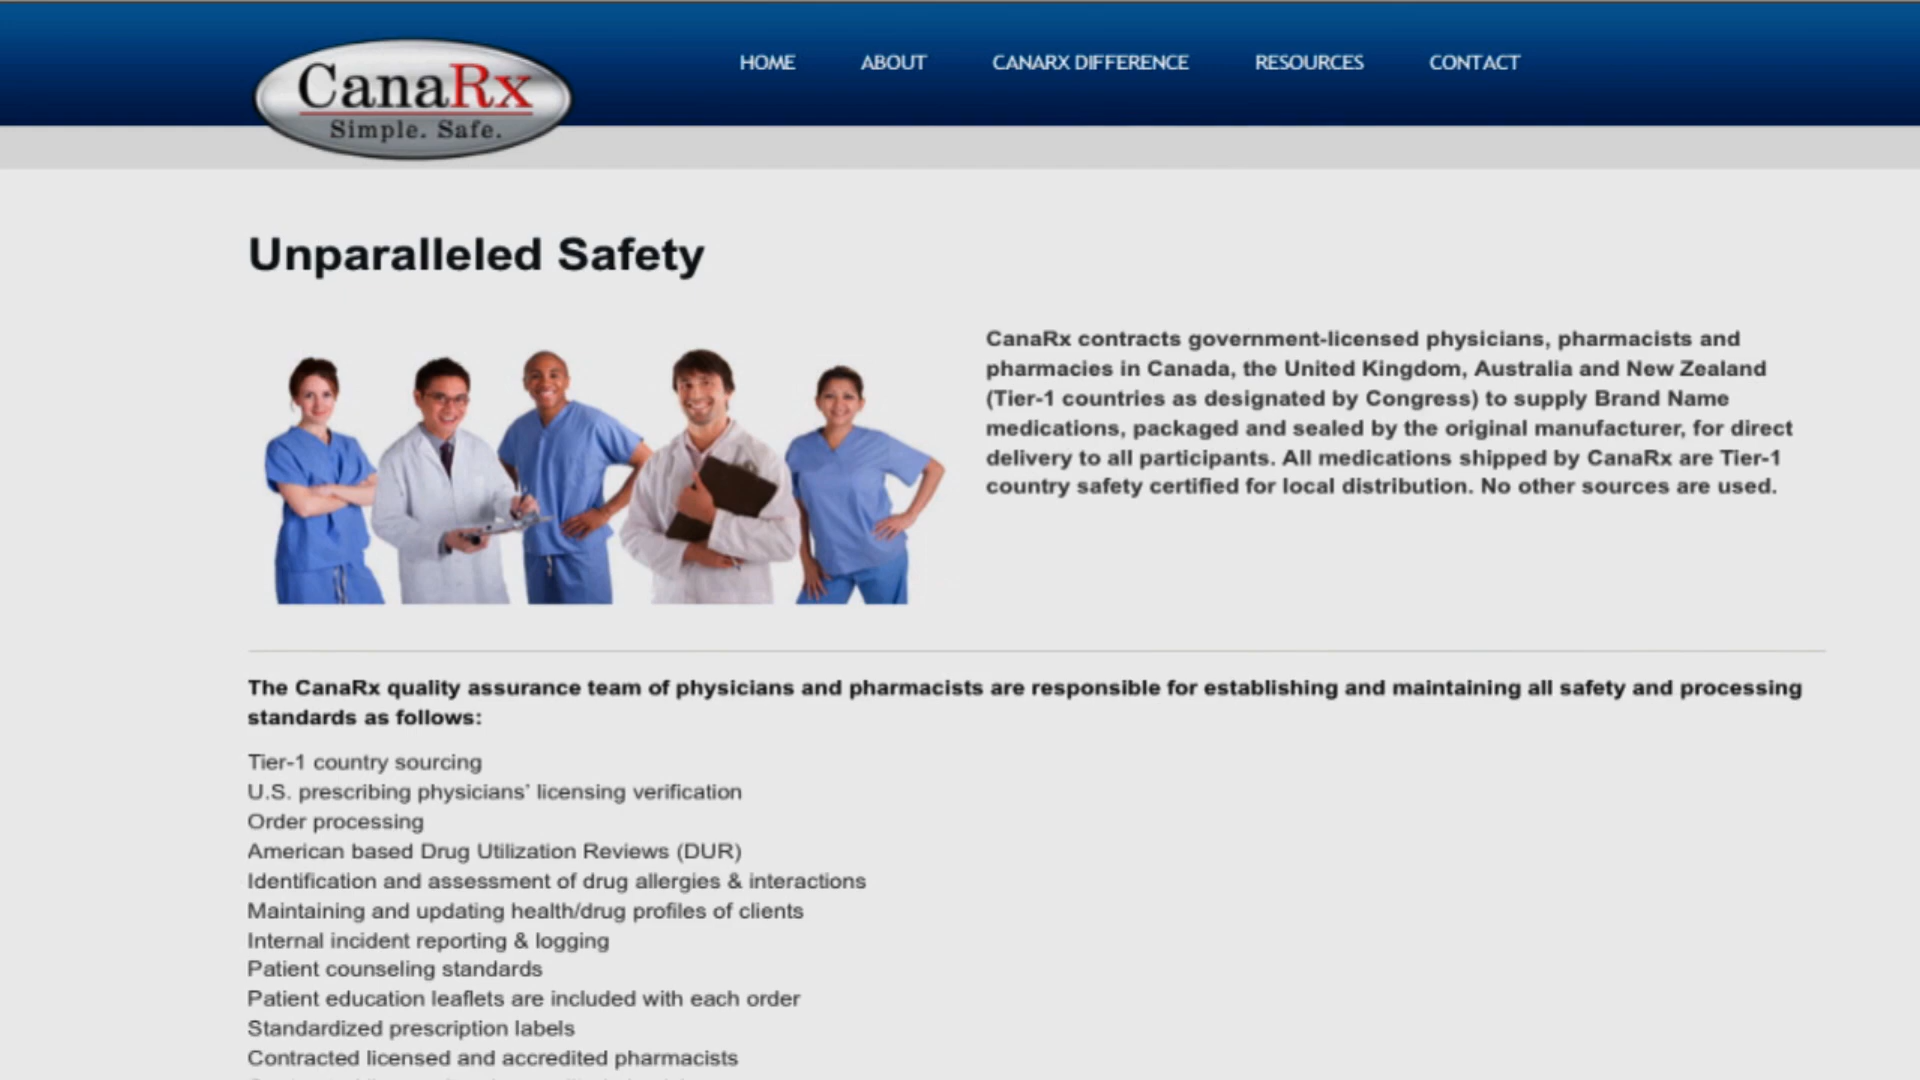 CanaRx
Simple. Safe.
HOME ABOUT CANARX DIFFERENCE RESOURCES CONTACT
Unparalleled Safety
CanaRx contracts government-licensed physicians, pharmacists and
pharmacies in Canada, the United Kingdom, Australia and New Zealand
(Tier-1 countries as designated by Congress) to supply Brand Name
medications, packaged and sealed by the original manufacturer, for direct
delivery to all participants. All medications shipped by CanaRx are Tier-1
country safety certified for local distribution. No other sources are used.
The CanaRx quality assurance team of physicians and pharmacists are responsible for establishing and maintaining all safety and processing
standards as follows:
Tier-1 country sourcing
U.S. prescribing physicians’ licensing verification
Order processing
American based Drug Utilization Reviews (DUR)
Identification and assessment of drug allergies & interactions
Maintaining and updating health/drug profiles of clients
Internal incident reporting & logging
Patient counseling standards
Patient education leaflets are included with each order
Standardized prescription labels
Contracted licensed and accredited pharmacists